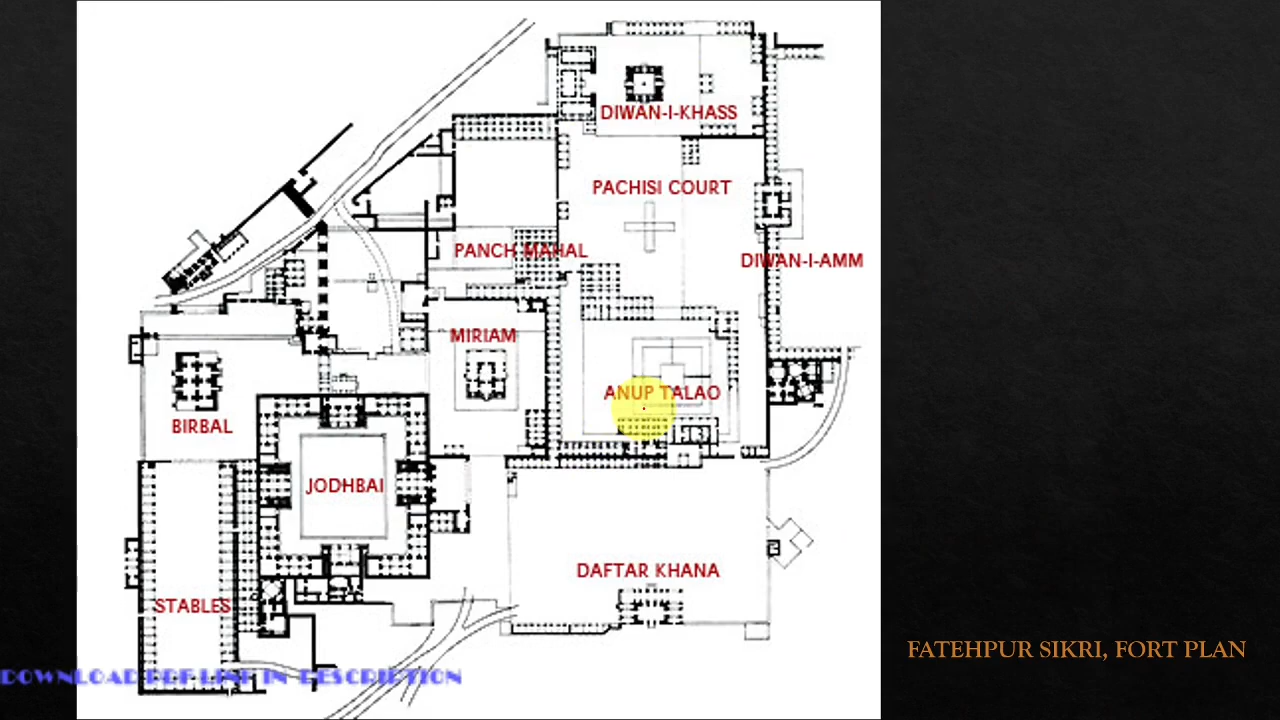 DIWAN-I-KHASS
PACHISI COURT
PANCH MAHAL
DIWAN-I-AMM
MIRIAM
ANUP TALAO
BIRBAL
JODHBAI
DAFTAR KHANA
STABLES
FATEHPUR SIKRI, FORT PLAN
DOWNLOAD PDF LINK IN DESCRIPTION